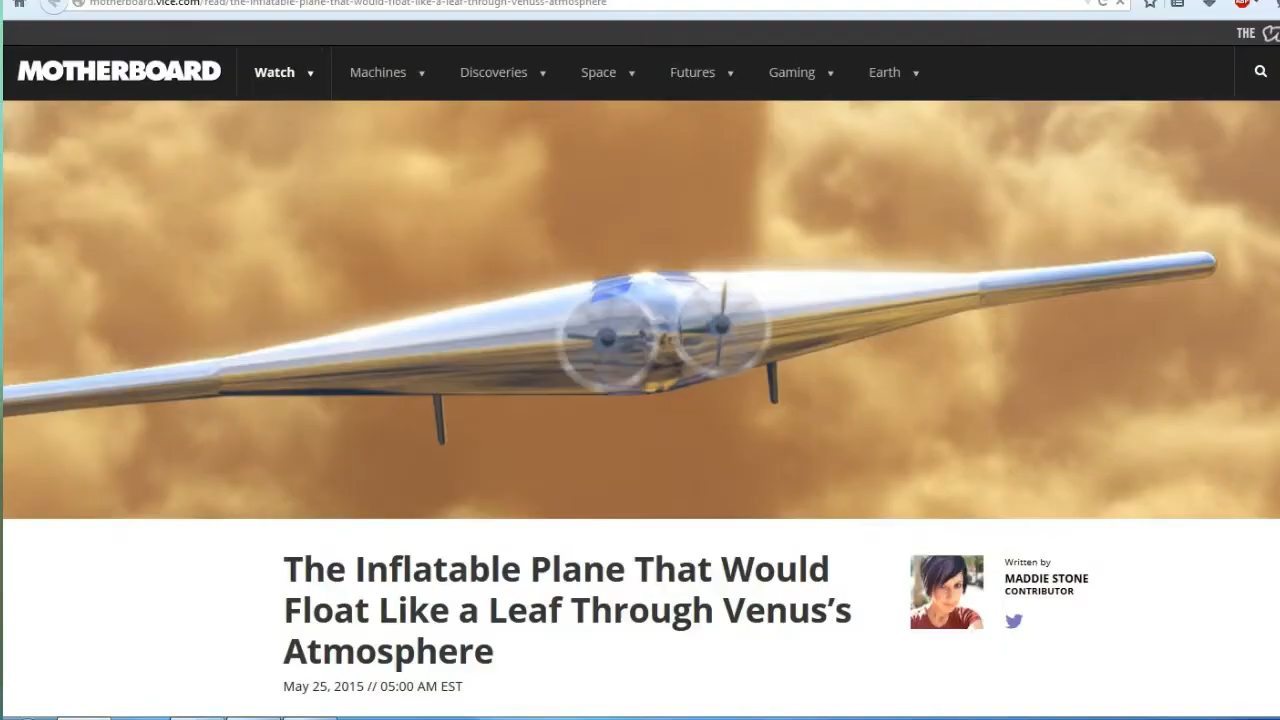 motherboard.vice.com/read/the-inflatable-plane-that-would-float-like-a-leaf-through-venuss-atmosphere
ABP
THE
MOTHERBOARD
Watch ▾ Machines ▾ Discoveries ▾ Space ▾ Futures ▾ Gaming ▾ Earth ▾
The Inflatable Plane That Would
Float Like a Leaf Through Venus’s
Atmosphere
May 25, 2015 // 05:00 AM EST
Written by
MADDIE STONE
CONTRIBUTOR